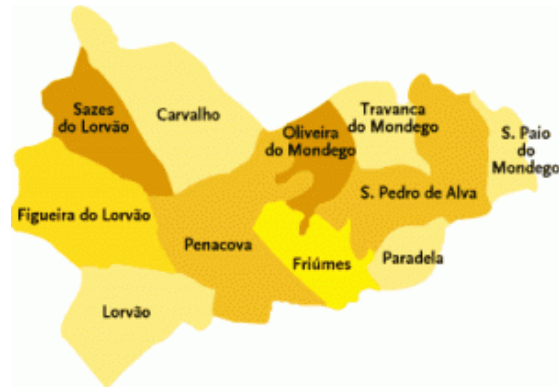 Sazes
do Lorvão
Carvalho
Oliveira
do Mondego
Travanca
do Mondego
S. Paio
do
Mondego
Figueira do Lorvão
Penacova
S. Pedro de Alva
Friúmes
Paradela
Lorvão